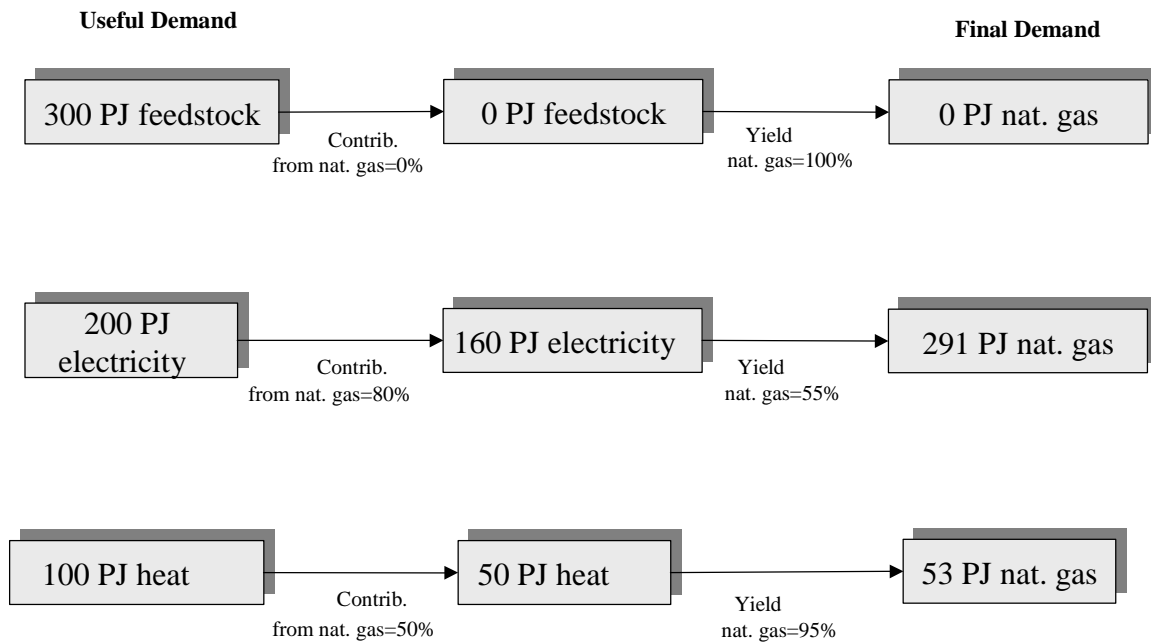 Useful Demand
Final Demand
300 PJ feedstock
0 PJ feedstock
0 PJ nat. gas
Contrib.
from nat. gas=0%
Yield
nat. gas=100%
200 PJ
electricity
160 PJ electricity
291 PJ nat. gas
Contrib.
from nat. gas=80%
Yield
nat. gas=55%
100 PJ heat
50 PJ heat
53 PJ nat. gas
Contrib.
from nat. gas=50%
Yield
nat. gas=95%